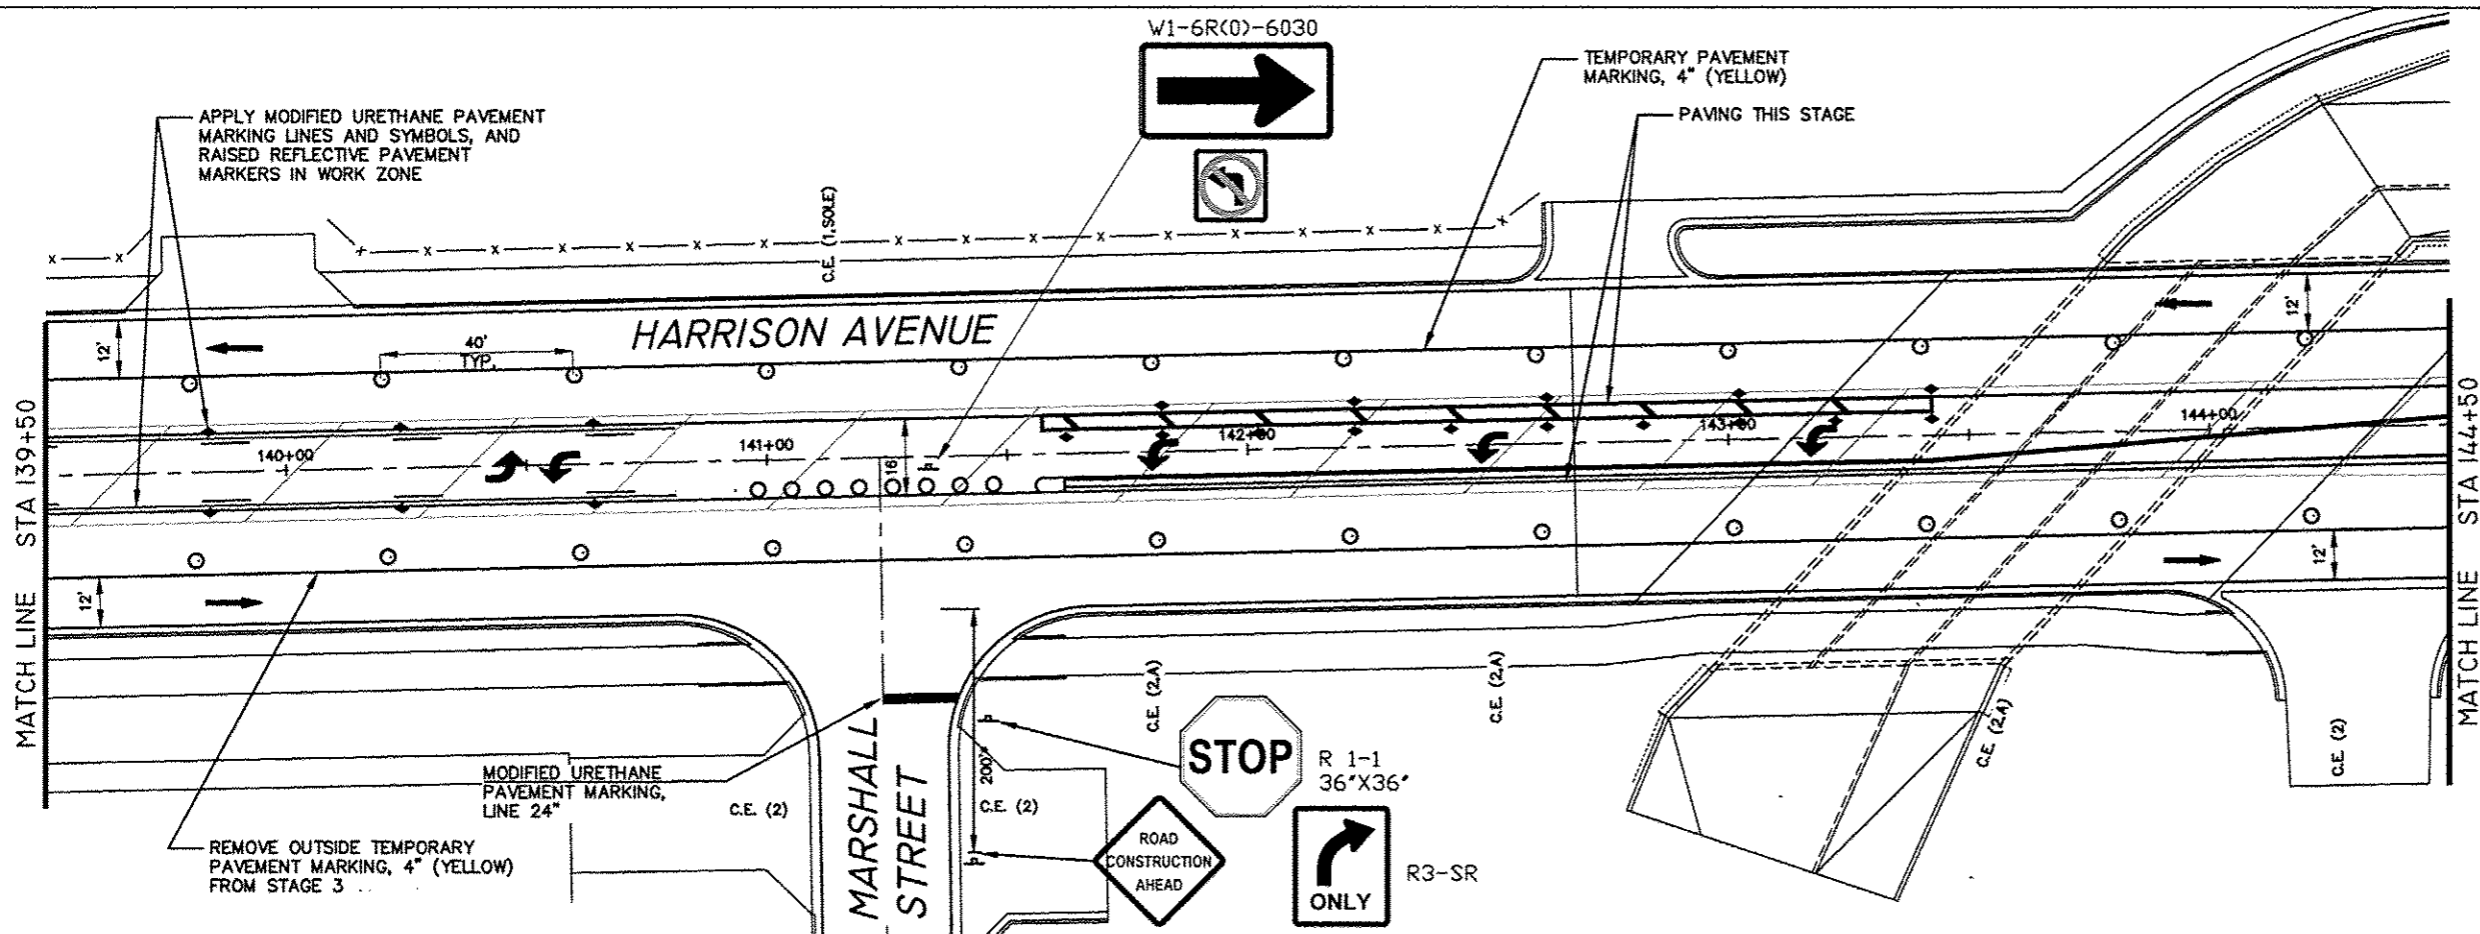 W1-6R(0)-6030
TEMPORARY PAVEMENT
MARKING, 4" (YELLOW)
PAVING THIS STAGE
APPLY MODIFIED URETHANE PAVEMENT
MARKING LINES AND SYMBOLS, AND
RAISED REFLECTIVE PAVEMENT
MARKERS IN WORK ZONE
C.E. (1,SOLE)
HARRISON AVENUE
12'
40'
TYP.
12'
STA 139+50
MATCH LINE
140+00
141+00
16'
142+00
143+00
144+00
STA 144+50
MATCH LINE
12'
12'
MODIFIED URETHANE
PAVEMENT MARKING,
LINE 24"
REMOVE OUTSIDE TEMPORARY
PAVEMENT MARKING, 4" (YELLOW)
FROM STAGE 3
C.E. (2)
MARSHALL
STREET
200'
C.E. (2)
C.E. (2,A)
C.E. (2,A)
C.E. (2,A)
C.E. (2)
STOP
R 1-1
36"X36"
ROAD
CONSTRUCTION
AHEAD
ONLY
R3-SR